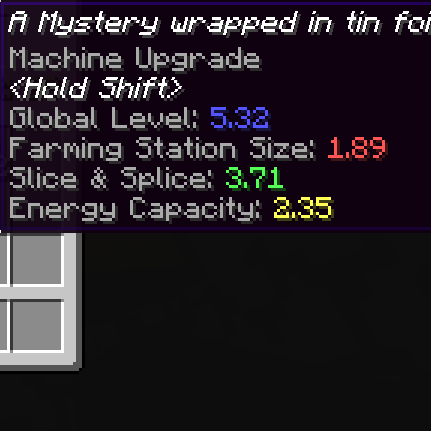 A Mystery wrapped in tin foi
Machine Upgrade
<Hold Shift>
Global Level: 5.32
Farming Station Size: 1.89
Slice & Splice: 3.71
Energy Capacity: 2.35